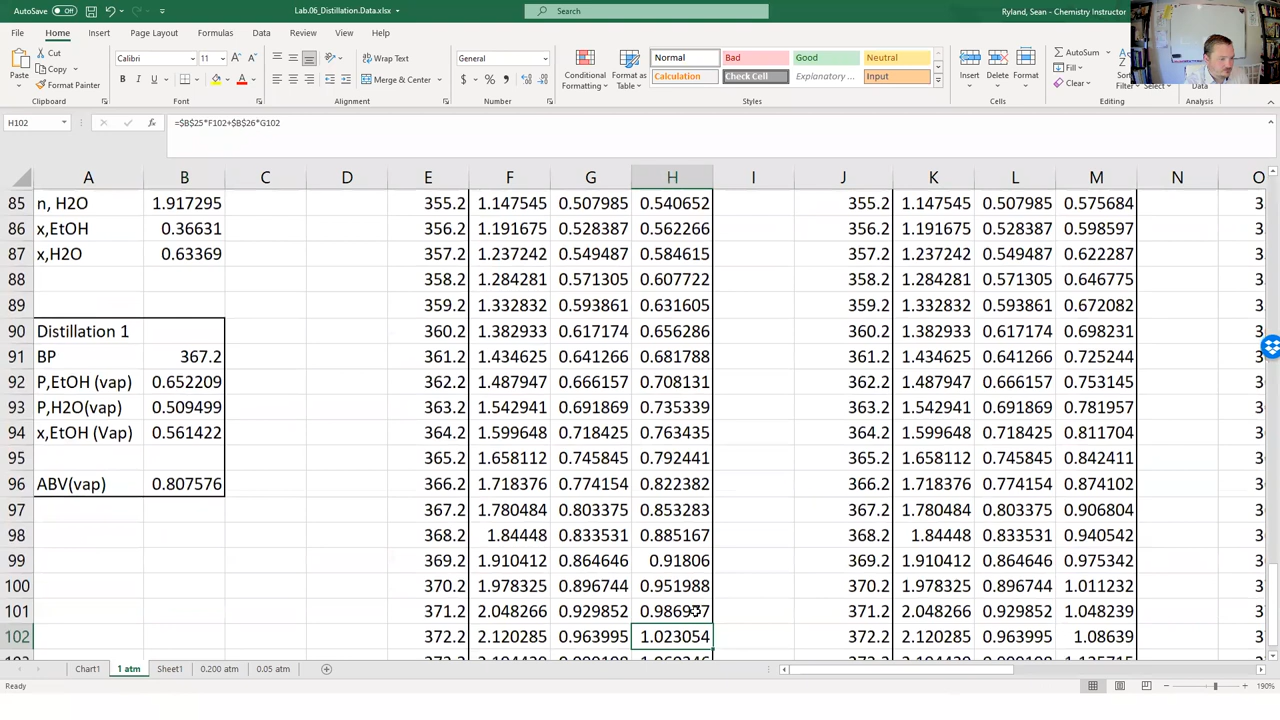 AutoSave Off Lab.06_Distillation.Data.xlsx Search Ryland, Sean - Chemistry Instructor
File Home Insert Page Layout Formulas Data Review View Help
Paste Cut Copy Format Painter Clipboard
Calibri 11 B I U Font
Wrap Text Merge & Center Alignment
General $ % Number
Conditional Formatting Format as Table Normal Bad Good Neutral Calculation Check Cell Explanatory ... Input Styles
Insert Delete Format Cells
AutoSum Fill Clear Editing
Analysis
H102 fx =$B$25*F102+$B$26*G102
A B C D E F G H I J K L M N O
85 n, H2O 1.917295 355.2 1.147545 0.507985 0.540652 355.2 1.147545 0.507985 0.575684 3
86 x,EtOH 0.36631 356.2 1.191675 0.528387 0.562266 356.2 1.191675 0.528387 0.598597 3
87 x,H2O 0.63369 357.2 1.237242 0.549487 0.584615 357.2 1.237242 0.549487 0.622287 3
88 358.2 1.284281 0.571305 0.607722 358.2 1.284281 0.571305 0.646775 3
89 359.2 1.332832 0.593861 0.631605 359.2 1.332832 0.593861 0.672082 3
90 Distillation 1 360.2 1.382933 0.617174 0.656286 360.2 1.382933 0.617174 0.698231 3
91 BP 367.2 361.2 1.434625 0.641266 0.681788 361.2 1.434625 0.641266 0.725244 3
92 P,EtOH (vap) 0.652209 362.2 1.487947 0.666157 0.708131 362.2 1.487947 0.666157 0.753145 3
93 P,H2O(vap) 0.509499 363.2 1.542941 0.691869 0.735339 363.2 1.542941 0.691869 0.781957 3
94 x,EtOH (Vap) 0.561422 364.2 1.599648 0.718425 0.763435 364.2 1.599648 0.718425 0.811704 3
95 365.2 1.658112 0.745845 0.792441 365.2 1.658112 0.745845 0.842411 3
96 ABV(vap) 0.807576 366.2 1.718376 0.774154 0.822382 366.2 1.718376 0.774154 0.874102 3
97 367.2 1.780484 0.803375 0.853283 367.2 1.780484 0.803375 0.906804 3
98 368.2 1.84448 0.833531 0.885167 368.2 1.84448 0.833531 0.940542 3
99 369.2 1.910412 0.864646 0.91806 369.2 1.910412 0.864646 0.975342 3
100 370.2 1.978325 0.896744 0.951988 370.2 1.978325 0.896744 1.011232 3
101 371.2 2.048266 0.929852 371.2 2.048266 0.929852 1.048239 3
102 372.2 2.120285 0.963995 1.023054 372.2 2.120285 0.963995 1.08639 3
Chart1 1 atm Sheet1 0.200 atm 0.05 atm
Ready 190%